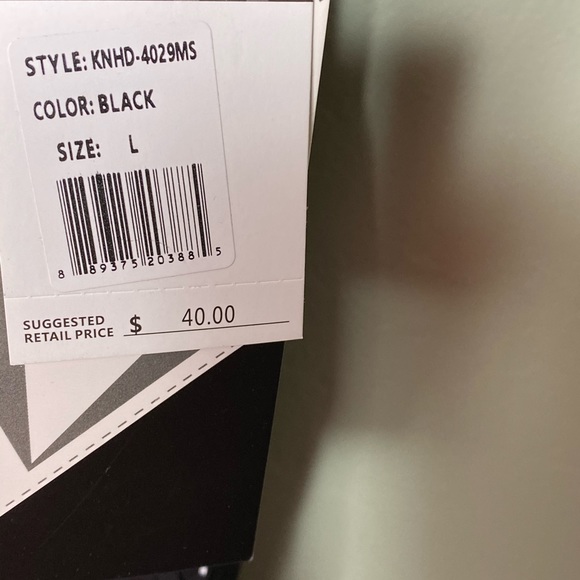 STYLE: KNHD-4029MS
COLOR: BLACK
SIZE: L
8 89375 20388 5
SUGGESTED
RETAIL PRICE $ 40.00